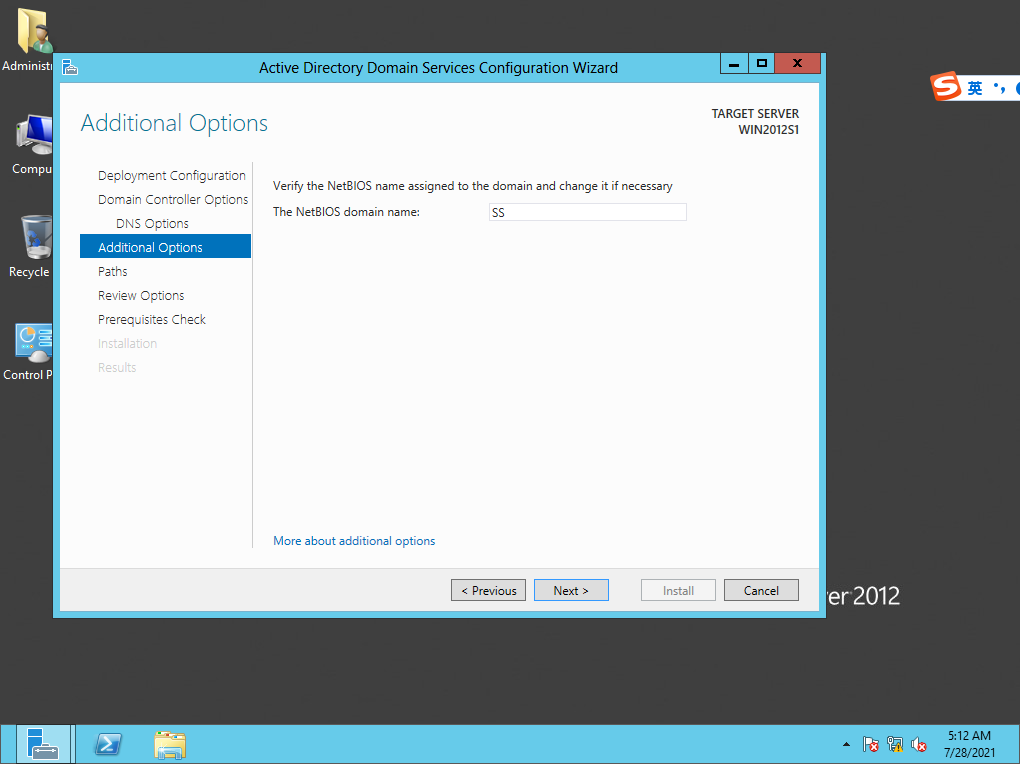 Administ
Active Directory Domain Services Configuration Wizard
英
Additional Options
TARGET SERVER
WIN2012S1
Compu
Deployment Configuration
Domain Controller Options
DNS Options
Additional Options
Paths
Review Options
Prerequisites Check
Installation
Results
Verify the NetBIOS name assigned to the domain and change it if necessary
The NetBIOS domain name:
SS
Recycle
Control P
More about additional options
< Previous
Next >
Install
Cancel
er 2012
5:12 AM
7/28/2021